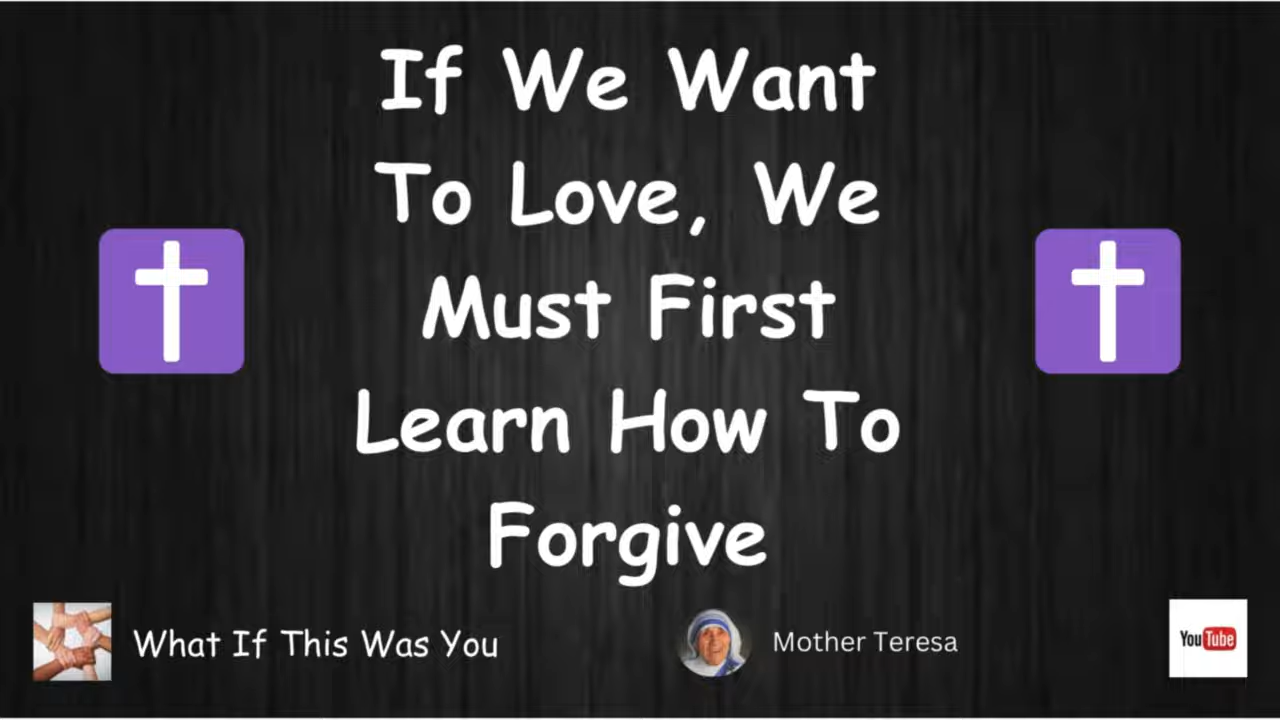 If We Want
To Love, We
Must First
Learn How To
Forgive
What If This Was You
Mother Teresa
YouTube